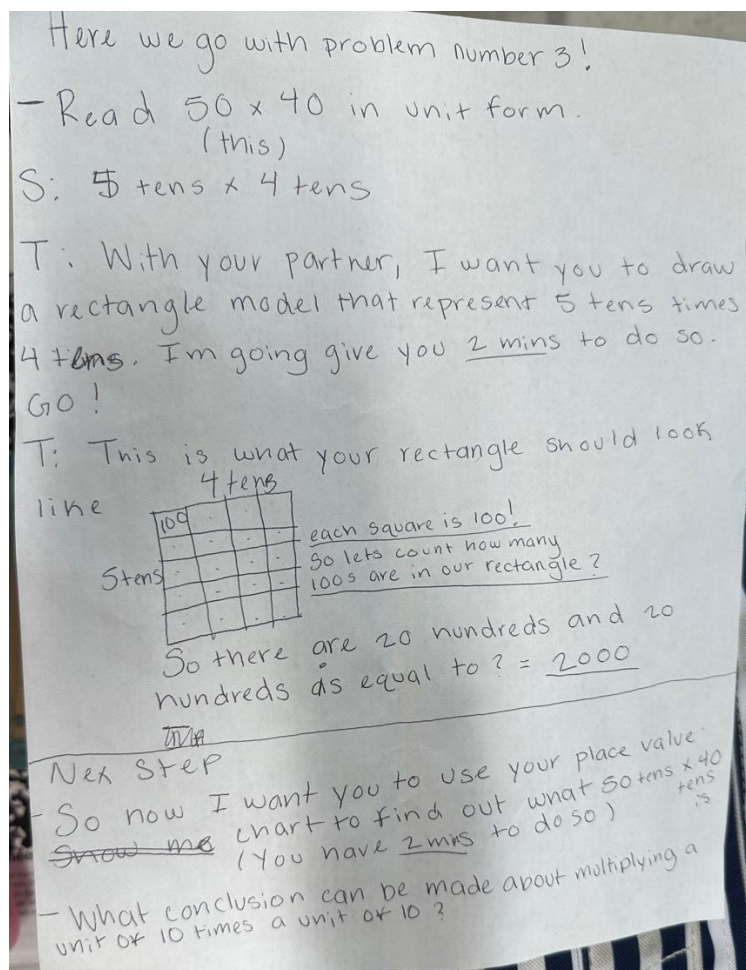 Here we go with problem number 3!
- Read 50 x 40 in unit form.
(this)
S: 5 tens x 4 tens
T: With your partner, I want you to draw
a rectangle model that represent 5 tens times
4 tens. Im going give you 2 mins to do so.
GO!
T: This is what your rectangle should look
like
4 tens
100
5tens
each square is 100!
So lets count how many
100s are in our rectangle?
So there are 20 hundreds and 20
hundreds is equal to? = 2000
Nex Step
- So now I want you to use your place value
Show me chart to find out what 50 tens x 40
tens
is
(You have 2 mins to do so)
- What conclusion can be made about multiplying a
unit of 10 times a unit of 10?